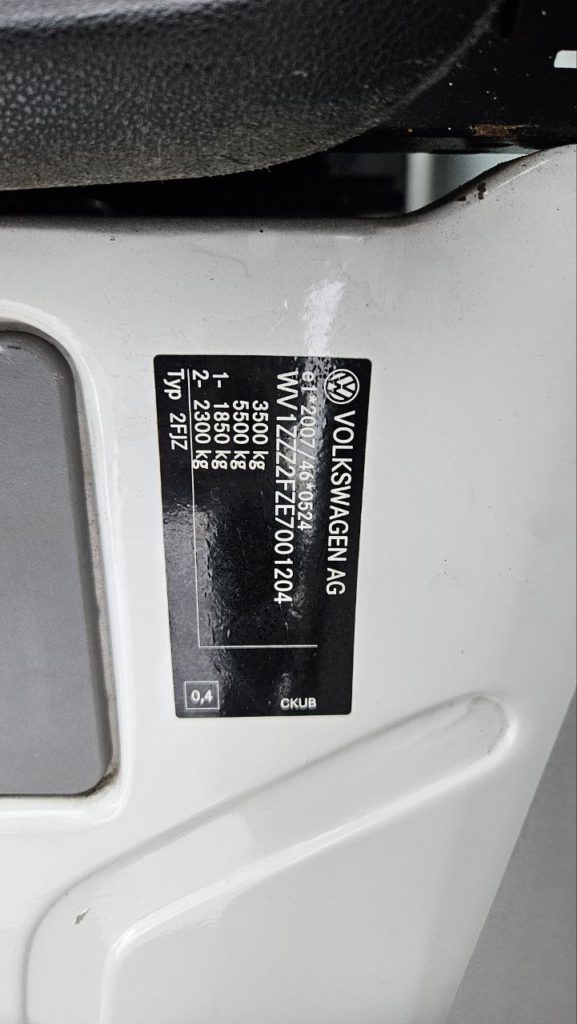 VOLKSWAGEN AG
e1*2007/46*0524
WV1ZZZ2FZE7001204
3500 kg
5500 kg
1- 1850 kg
2- 2300 kg
Typ 2FJZ
CKUB
0,4